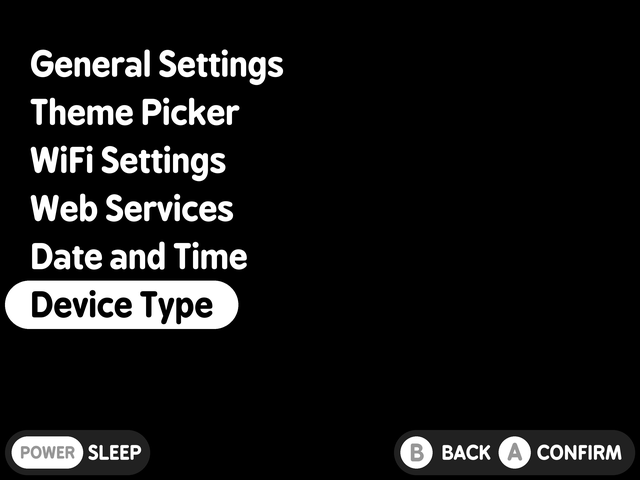 General Settings
Theme Picker
WiFi Settings
Web Services
Date and Time
Device Type
POWER SLEEP B BACK A CONFIRM